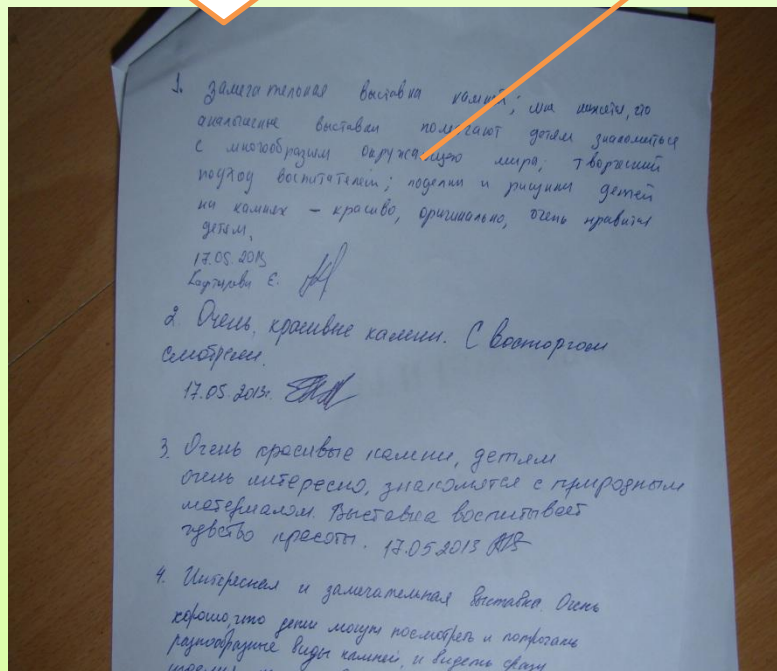 1. Замечательная выставка камней; мне кажется, что
аналогичные выставки помогают детям знакомиться
с многообразием окружающего мира; творческий
подход воспитателей; поделки и рисунки детей
на камнях – красиво, оригинально, очень нравится
детям.
17.05.2013
Е.
2. Очень красивые камни. С восторгом
смотрели.
17.05.2013г.
3. Очень красивые камни, детям
очень интересно, знакомятся с природным
материалом. Выставка воспитывает
чувство красоты. 17.05.2013
4. Интересная и замечательная выставка. Очень
хорошо, что дети могут посмотреть и потрогать
разнообразные виды камней, и видеть сразу